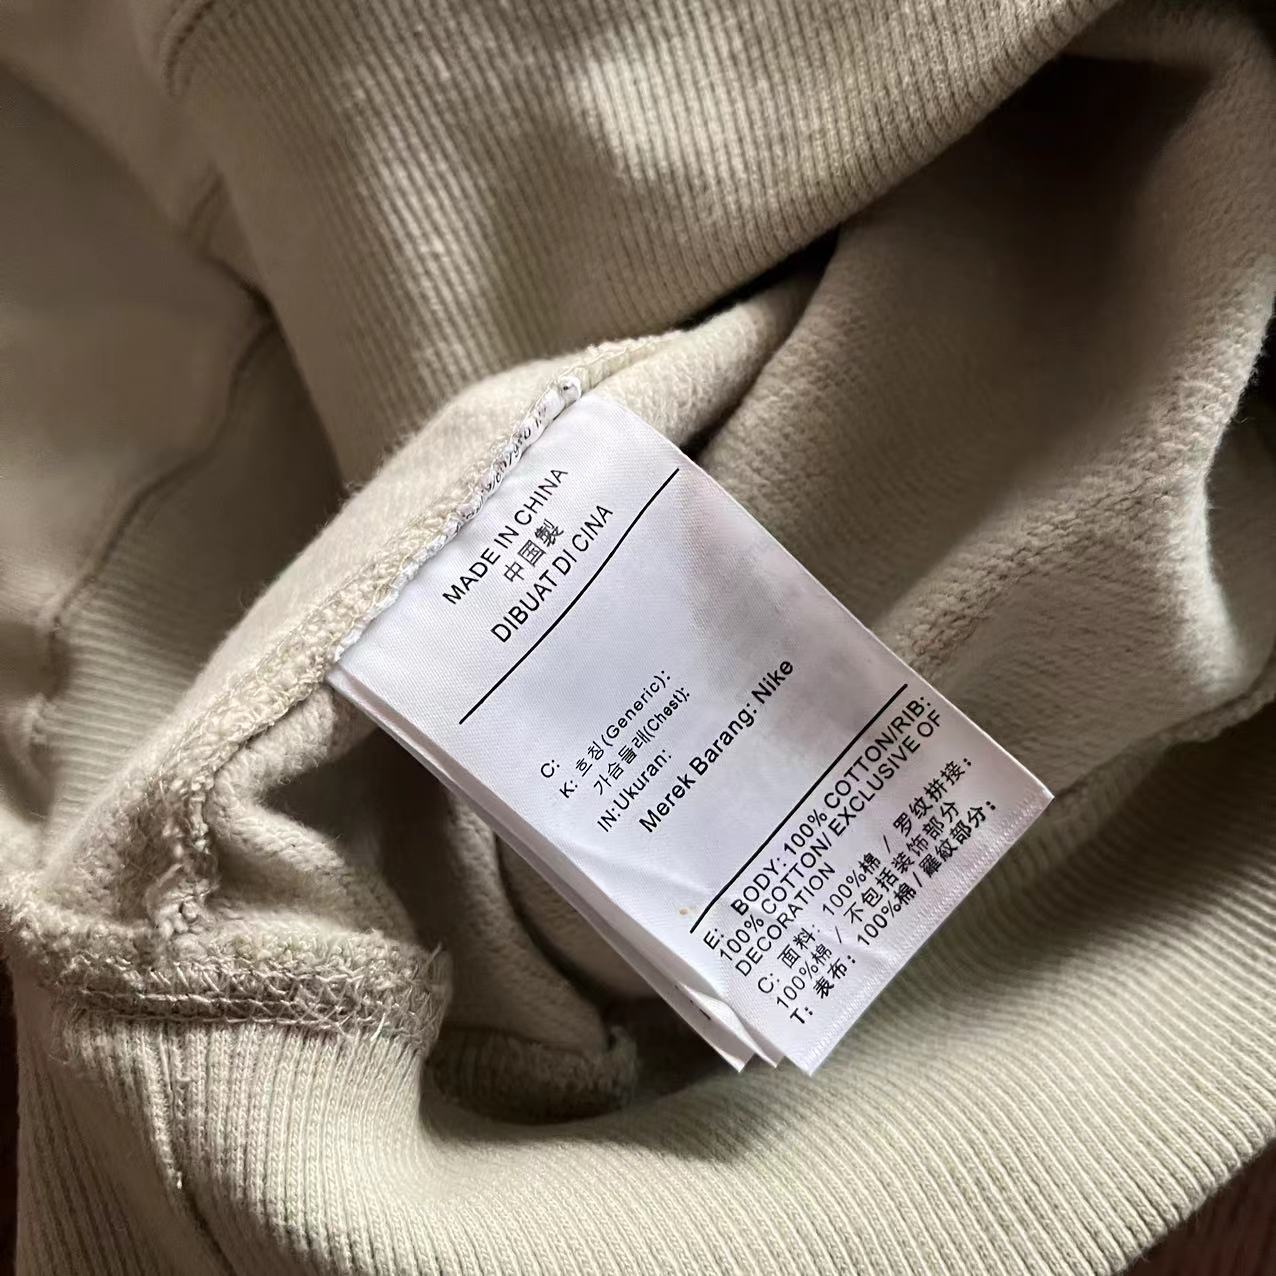 MADE IN CHINA
中国製
DIBUAT DI CINA
C:
K: 호칭(Generic):
가슴둘레(Chest):
IN:Ukuran:
Merek Barang: Nike
E: BODY: 100% COTTON/RIB:
100% COTTON/EXCLUSIVE OF
DECORATION
C: 面料: 100%棉 / 罗纹拼接:
100%棉 / 不包括装饰部分
T: 表布: 100%棉/羅紋部分: